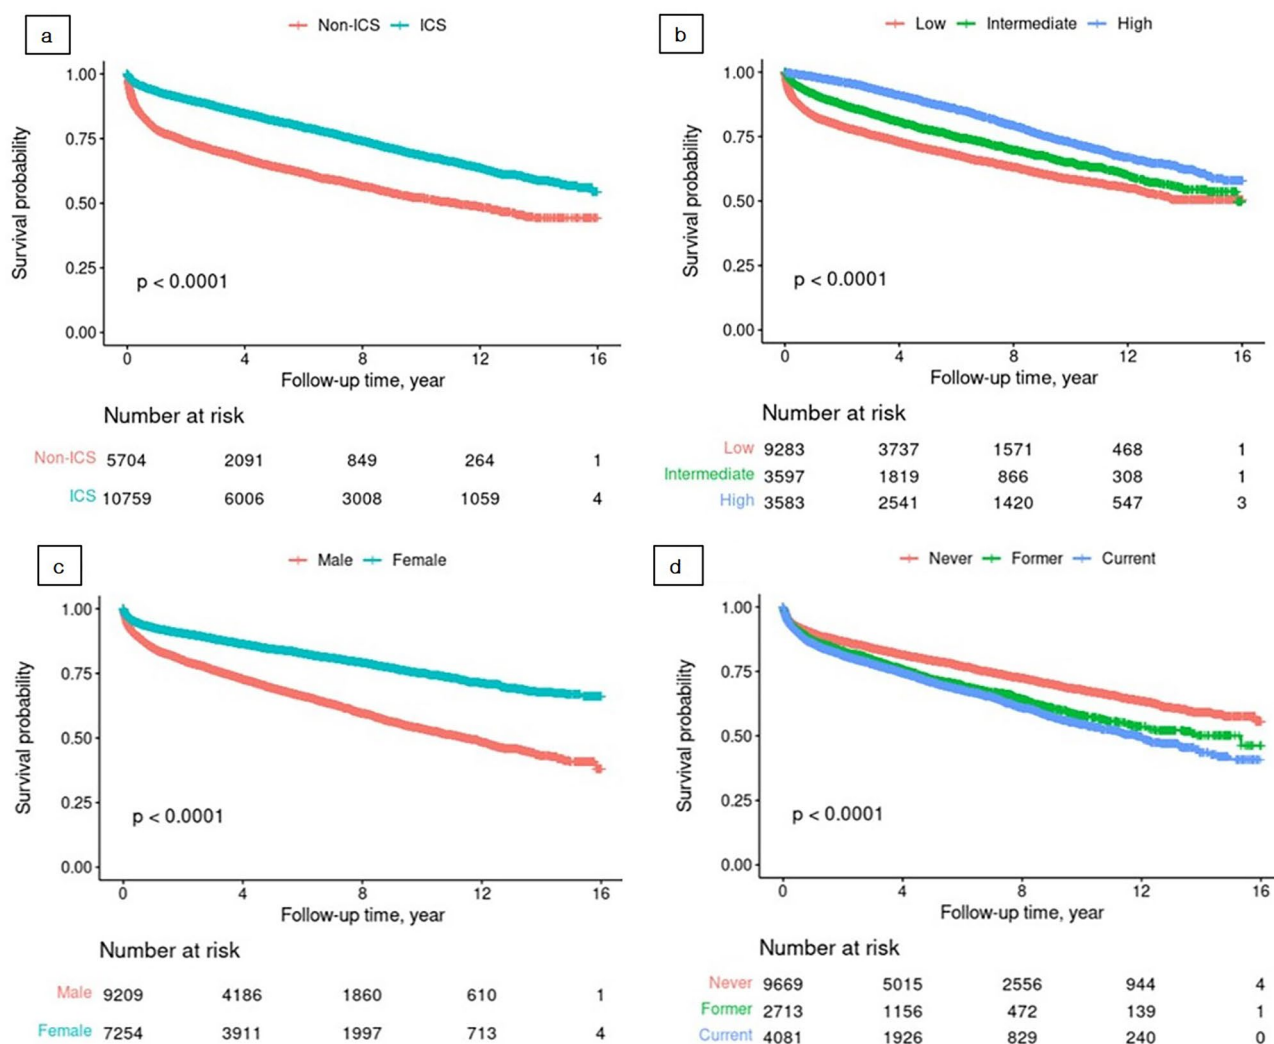 a
Non-ICS ICS
Survival probability
1.00
0.75
0.50
0.25
0.00
p < 0.0001
0 4 8 12 16
Follow-up time, year
Number at risk
Non-ICS 5704 2091 849 264 1
ICS 10759 6006 3008 1059 4
b
Low Intermediate High
Survival probability
1.00
0.75
0.50
0.25
0.00
p < 0.0001
0 4 8 12 16
Follow-up time, year
Number at risk
Low 9283 3737 1571 468 1
Intermediate 3597 1819 866 308 1
High 3583 2541 1420 547 3
c
Male Female
Survival probability
1.00
0.75
0.50
0.25
0.00
p < 0.0001
0 4 8 12 16
Follow-up time, year
Number at risk
Male 9209 4186 1860 610 1
Female 7254 3911 1997 713 4
d
Never Former Current
Survival probability
1.00
0.75
0.50
0.25
0.00
p < 0.0001
0 4 8 12 16
Follow-up time, year
Number at risk
Never 9669 5015 2556 944 4
Former 2713 1156 472 139 1
Current 4081 1926 829 240 0